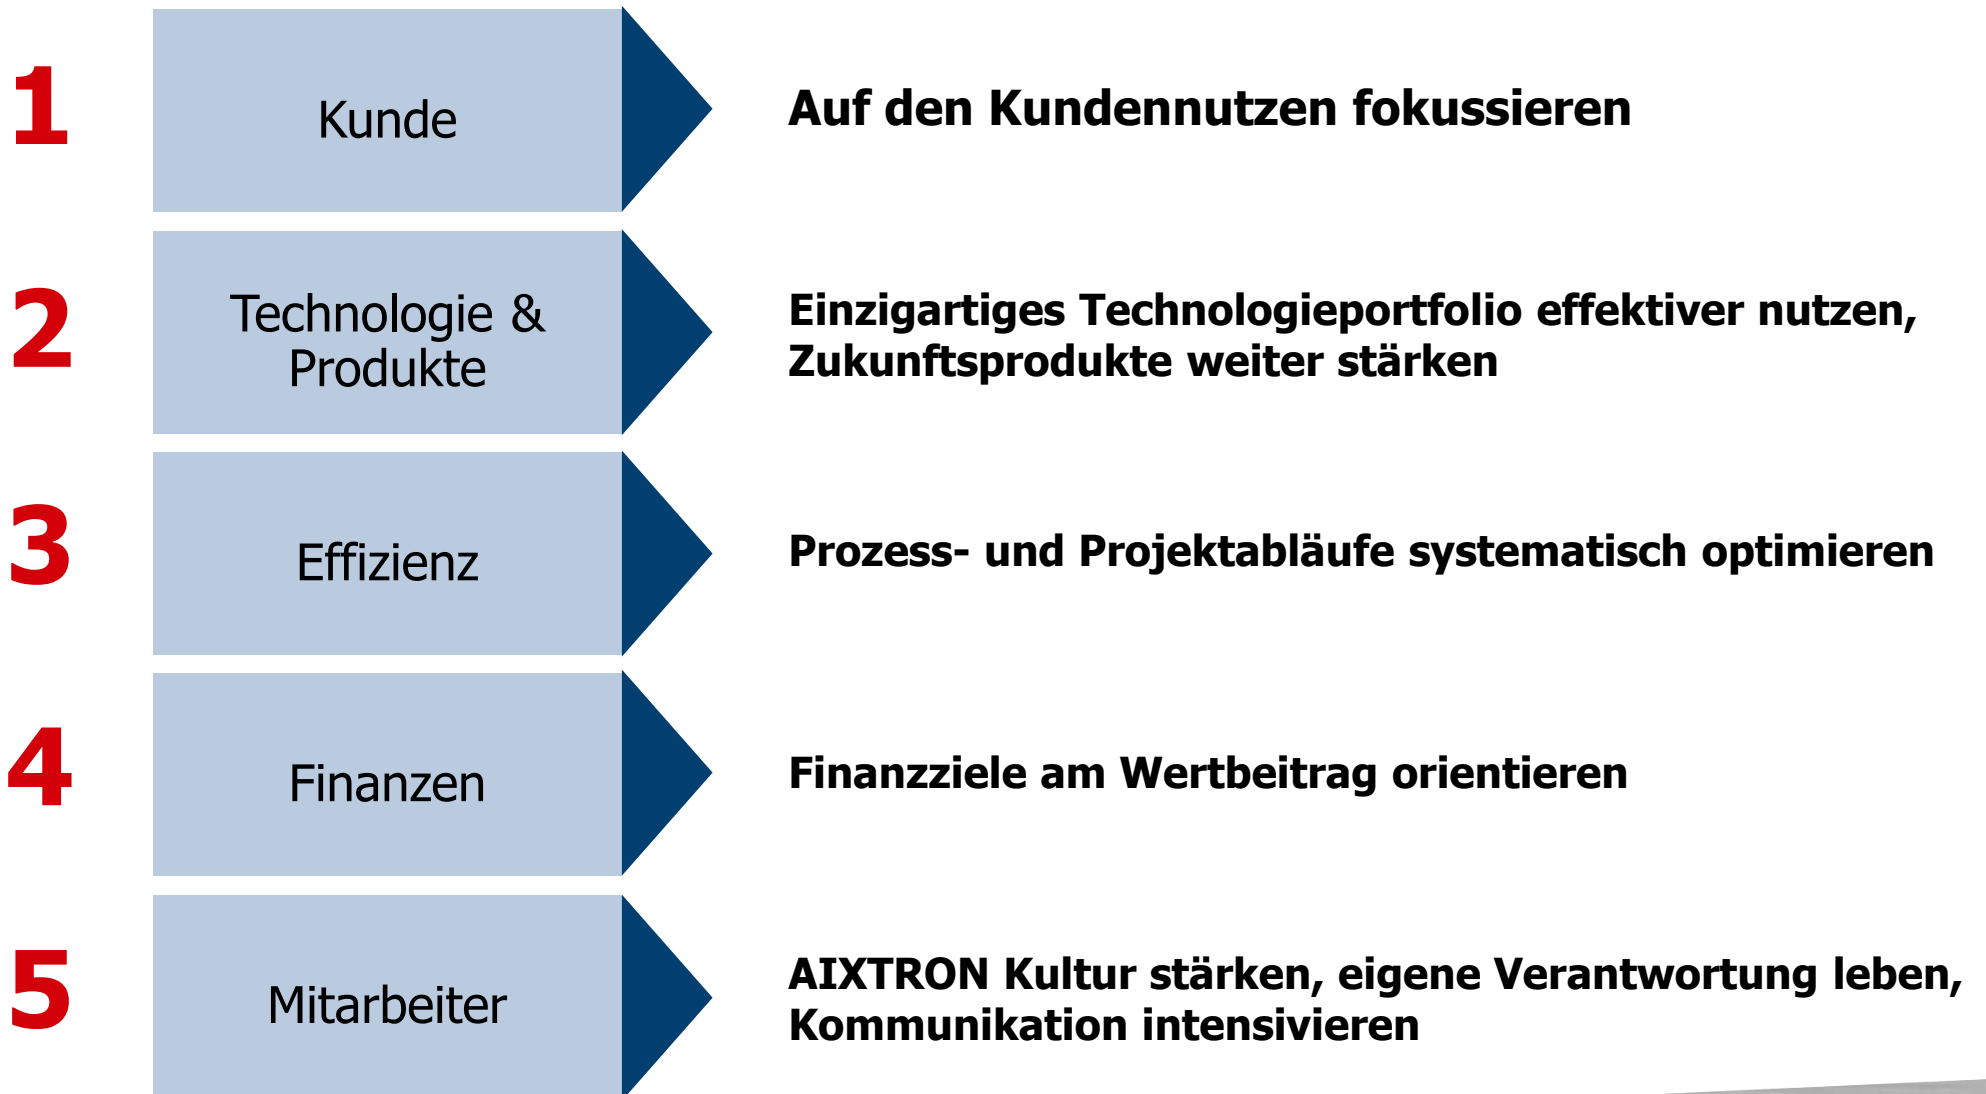 1
Kunde
Auf den Kundennutzen fokussieren
2
Technologie &
Produkte
Einzigartiges Technologieportfolio effektiver nutzen,
Zukunftsprodukte weiter stärken
3
Effizienz
Prozess- und Projektabläufe systematisch optimieren
4
Finanzen
Finanzziele am Wertbeitrag orientieren
5
Mitarbeiter
AIXTRON Kultur stärken, eigene Verantwortung leben,
Kommunikation intensivieren